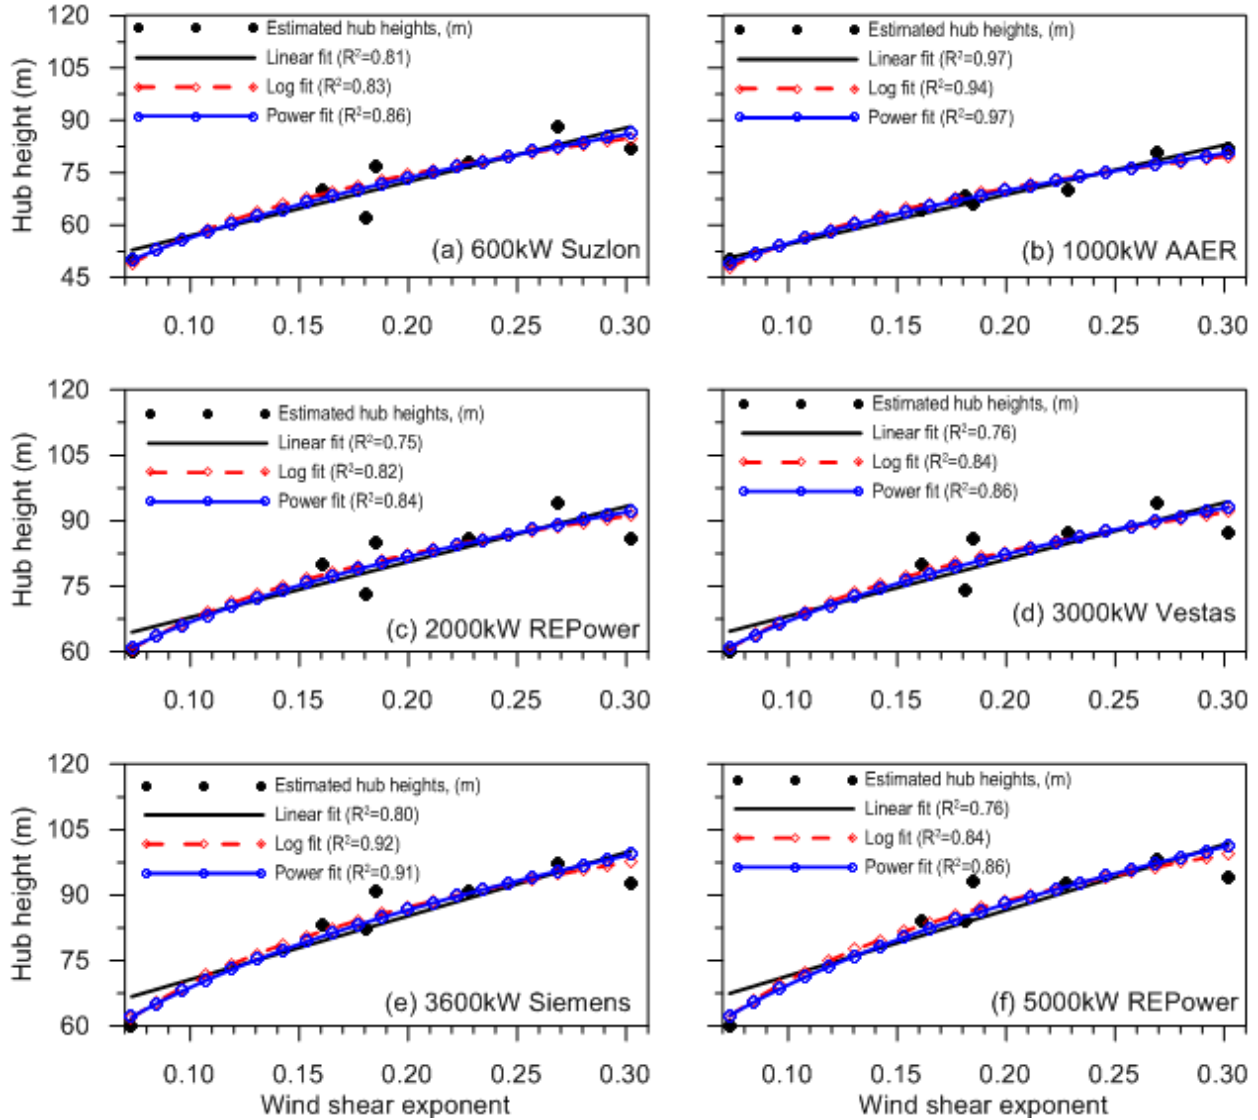 120
105
90
75
60
45
Hub height (m)
Estimated hub heights, (m)
Linear fit (R²=0.81)
Log fit (R²=0.83)
Power fit (R²=0.86)
(a) 600kW Suzlon
0.10 0.15 0.20 0.25 0.30
Estimated hub heights, (m)
Linear fit (R²=0.97)
Log fit (R²=0.94)
Power fit (R²=0.97)
(b) 1000kW AAER
0.10 0.15 0.20 0.25 0.30
120
105
90
75
60
Hub height (m)
Estimated hub heights, (m)
Linear fit (R²=0.75)
Log fit (R²=0.82)
Power fit (R²=0.84)
(c) 2000kW REPower
0.10 0.15 0.20 0.25 0.30
Estimated hub heights, (m)
Linear fit (R²=0.76)
Log fit (R²=0.84)
Power fit (R²=0.86)
(d) 3000kW Vestas
0.10 0.15 0.20 0.25 0.30
120
105
90
75
60
Hub height (m)
Estimated hub heights, (m)
Linear fit (R²=0.80)
Log fit (R²=0.92)
Power fit (R²=0.91)
(e) 3600kW Siemens
0.10 0.15 0.20 0.25 0.30
Wind shear exponent
Estimated hub heights, (m)
Linear fit (R²=0.76)
Log fit (R²=0.84)
Power fit (R²=0.86)
(f) 5000kW REPower
0.10 0.15 0.20 0.25 0.30
Wind shear exponent